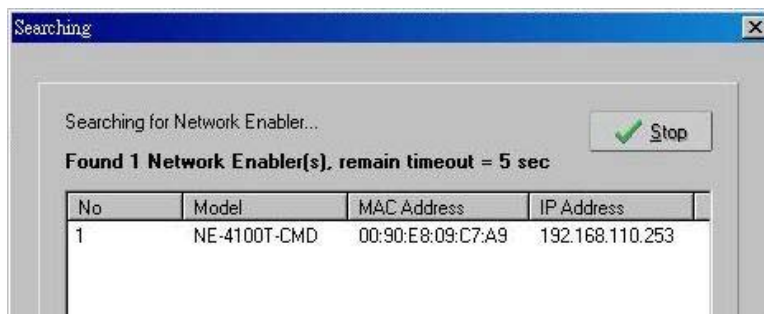 Searching
Searching for Network Enabler...
Stop
Found 1 Network Enabler(s), remain timeout = 5 sec
No Model MAC Address IP Address
1 NE-4100T-CMD 00:90:E8:09:C7:A9 192.168.110.253